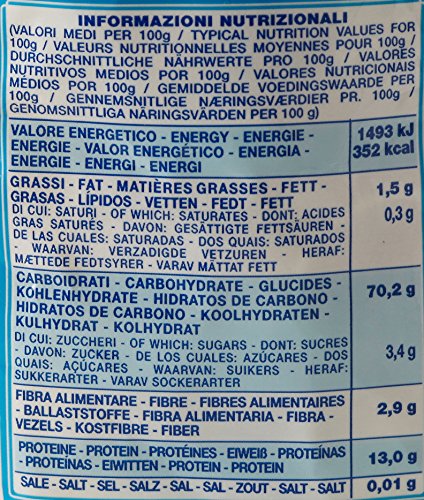 INFORMAZIONI NUTRIZIONALI
(VALORI MEDI PER 100g / TYPICAL NUTRITION VALUES FOR
100g / VALEURS NUTRITIONNELLES MOYENNES POUR 100g /
DURCHSCHNITTLICHE NÄHRWERTE PRO 100g / VALORES
NUTRITIVOS MEDIOS POR 100g / VALORES NUTRICIONAIS
MÉDIOS POR 100g / GEMIDDELDE VOEDINGSWAARDE PER
100g / GENNEMSNITLIGE NÆRINGSVÆRDIER PR. 100g /
GENOMSNITTLIGA NÄRINGSVÄRDEN PER 100 g)
VALORE ENERGETICO - ENERGY - ENERGIE - 1493 kJ
ENERGIE - VALOR ENERGÉTICO - ENERGIA - 352 kcal
ENERGIE - ENERGI - ENERGI
GRASSI - FAT - MATIÈRES GRASSES - FETT - 1,5 g
GRASAS - LÍPIDOS - VETTEN - FEDT - FETT
DI CUI: SATURI - OF WHICH: SATURATES - DONT: ACIDES 0,3 g
GRAS SATURÉS - DAVON: GESÄTTIGTE FETTSÄUREN -
DE LAS CUALES: SATURADAS - DOS QUAIS: SATURADOS
- WAARVAN: VERZADIGDE VETZUREN - HERAF:
MÆTTEDE FEDTSYRER - VARAV MÄTTAT FETT
CARBOIDRATI - CARBOHYDRATE - GLUCIDES - 70,2 g
KOHLENHYDRATE - HIDRATOS DE CARBONO -
HIDRATOS DE CARBONO - KOOLHYDRATEN -
KULHYDRAT - KOLHYDRAT
DI CUI: ZUCCHERI - OF WHICH: SUGARS - DONT: SUCRES 3,4 g
- DAVON: ZUCKER - DE LOS CUALES: AZÚCARES - DOS
QUAIS: AÇÚCARES - WAARVAN: SUIKERS - HERAF:
SUKKERARTER - VARAV SOCKERARTER
FIBRA ALIMENTARE - FIBRE - FIBRES ALIMENTAIRES 2,9 g
- BALLASTSTOFFE - FIBRA ALIMENTARIA - FIBRA -
VEZELS - KOSTFIBRE - FIBER
PROTEINE - PROTEIN - PROTÉINES - EIWEIß - PROTEÍNAS 13,0 g
- PROTEÍNAS - EIWITTEN - PROTEIN - PROTEIN
SALE - SALT - SEL - SALZ - SAL - SAL - ZOUT - SALT - SALT 0,01 g